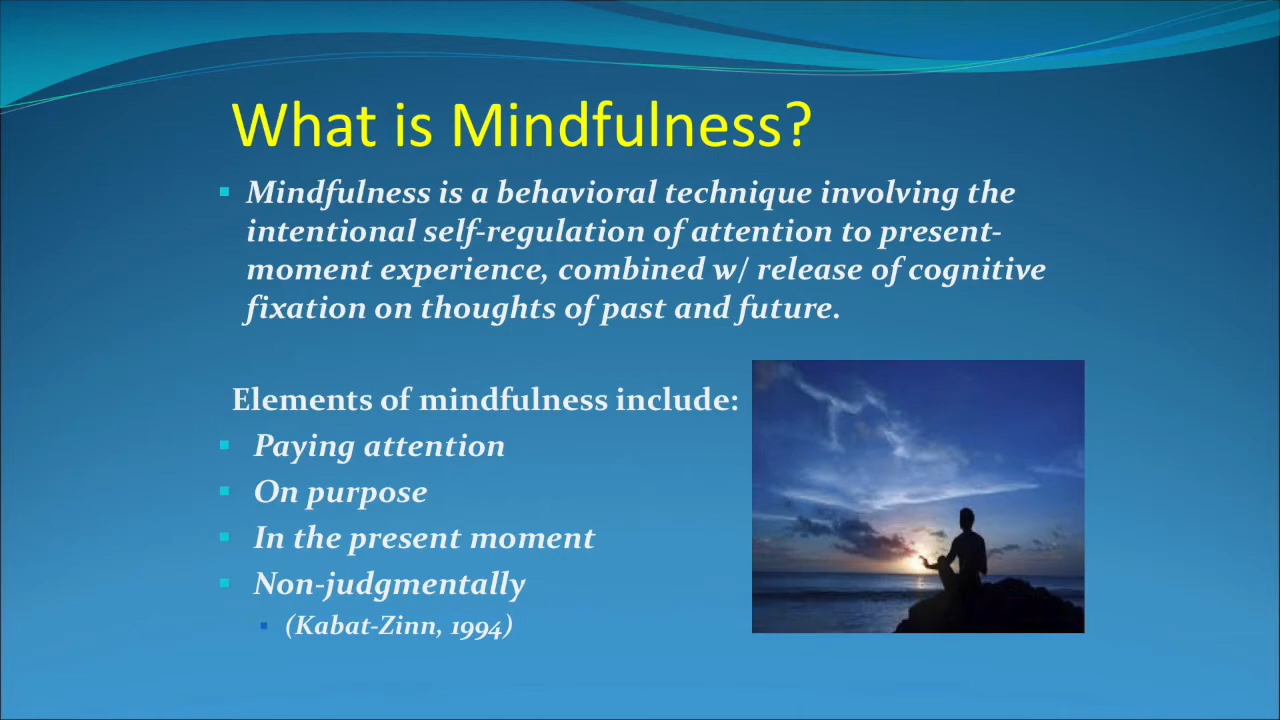 What is Mindfulness?
Mindfulness is a behavioral technique involving the
intentional self-regulation of attention to present-
moment experience, combined w/ release of cognitive
fixation on thoughts of past and future.
Elements of mindfulness include:
Paying attention
On purpose
In the present moment
Non-judgmentally
(Kabat-Zinn, 1994)